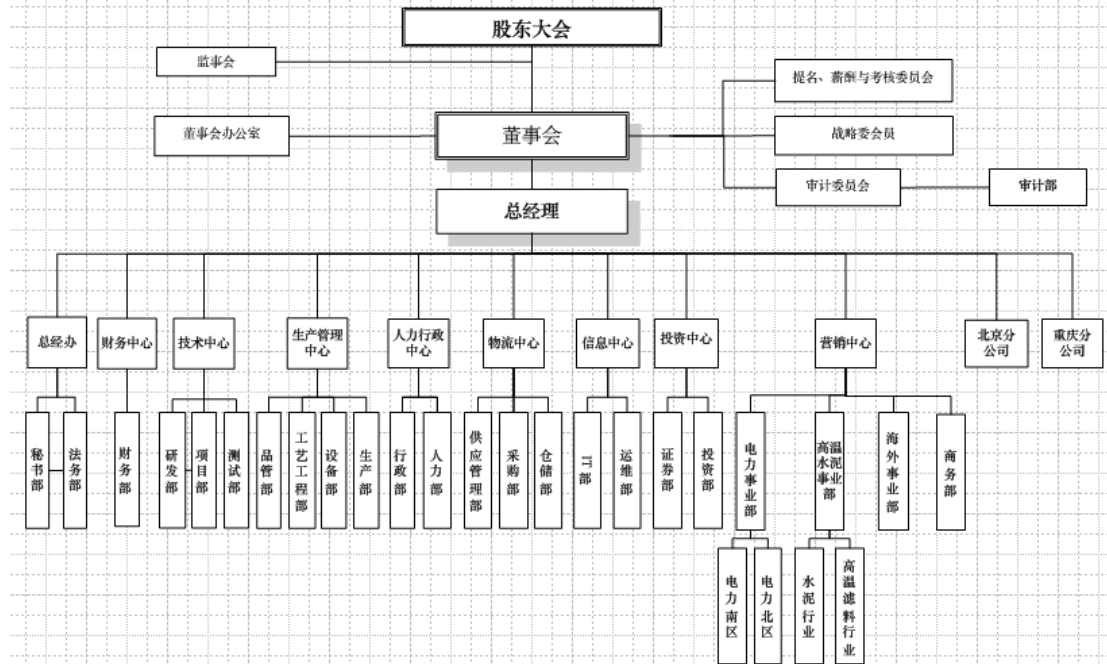 股东大会
监事会
提名、薪酬与考核委员会
董事会办公室
董事会
战略委会员
审计委员会
审计部
总经理
总经办
财务中心
技术中心
生产管理
中心
人力行政
中心
物流中心
信息中心
投资中心
营销中心
北京分
公司
重庆分
公司
秘书部
法务部
财务部
研发部
项目部
测试部
品管部
工艺工程部
设备部
生产部
行政部
人力部
供应管理部
采购部
仓储部
IT部
运维部
证券部
投资部
电力事业部
高温
水泥
事业
部
海外事业部
商务部
电力南区
电力北区
水泥行业
高温滤料行业